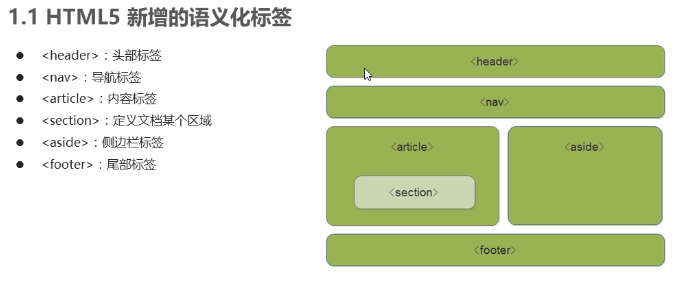 1.1 HTML5 新增的语义化标签
<header>：头部标签
<nav>：导航标签
<article>：内容标签
<section>：定义文档某个区域
<aside>：侧边栏标签
<footer>：尾部标签
<header>
<nav>
<article>
<aside>
<section>
<footer>